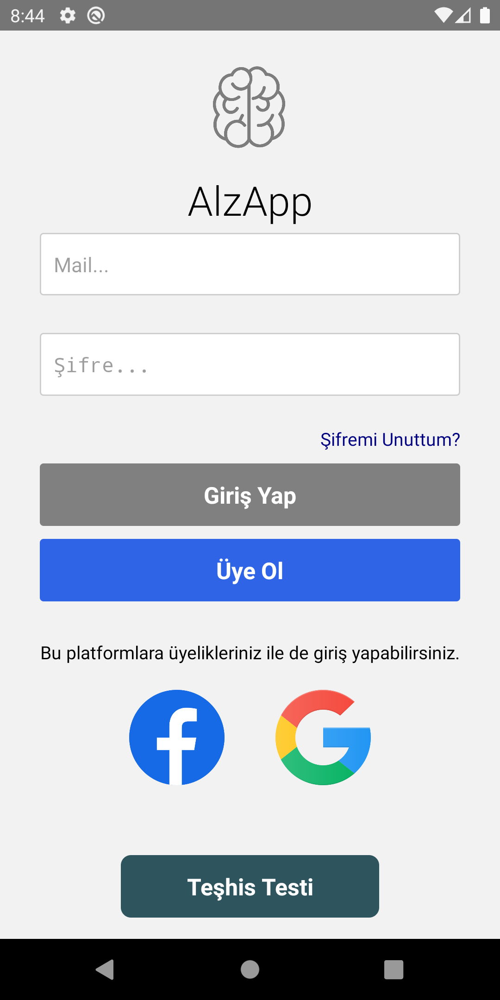 8:44
AlzApp
Mail...
Şifre...
Şifremi Unuttum?
Giriş Yap
Üye Ol
Bu platformlara üyelikleriniz ile de giriş yapabilirsiniz.
Teşhis Testi